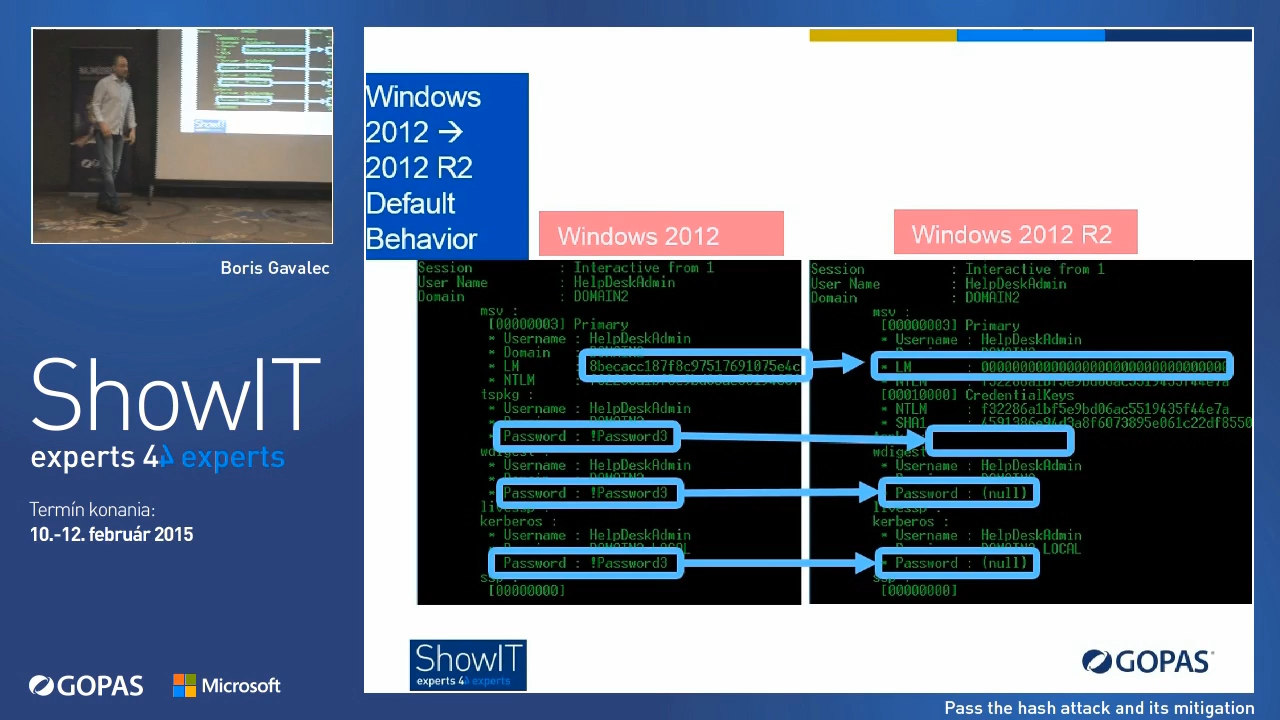 Boris Gavalec
ShowIT
experts 4 experts
Termín konania:
10.-12. február 2015
GOPAS
Microsoft
Windows
2012 →
2012 R2
Default
Behavior
Windows 2012
Session : Interactive from 1
User Name : HelpDeskAdmin
Domain : DOMAIN2
msv :
[00000003] Primary
* Username : HelpDeskAdmin
* Domain :
* LM : 8becacc187f8c97517691075e4c
* NTLM :
tspkg :
* Username : HelpDeskAdmin
Password : !Password3
wdigest
* Username : HelpDeskAdmin
Password : !Password3
livessp :
kerberos :
* Username : HelpDeskAdmin
Password : !Password3
ssp :
[00000000]
Windows 2012 R2
Session : Interactive from 1
User Name : HelpDeskAdmin
Domain : DOMAIN2
msv :
[00000003] Primary
* Username : HelpDeskAdmin
* LM : 00000000000000000000000000000000
* NTLM : f32286a1bf5e9bd06ac5519435f44e7a
[00010000] CredentialKeys
* NTLM : f32286a1bf5e9bd06ac5519435f44e7a
* SHA1 : 4591386e94d3a8f6073895e061c22df8550
wdigest
* Username : HelpDeskAdmin
* Password : (null)
livessp :
kerberos :
* Username : HelpDeskAdmin
DOMAIN2.LOCAL
* Password : (null)
ssp :
[00000000]
ShowIT
experts 4 experts
GOPAS
Pass the hash attack and its mitigation